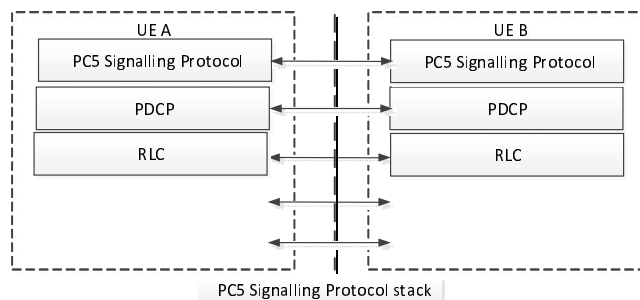 UE A
UE B
PC5 Signalling Protocol
PC5 Signalling Protocol
PDCP
PDCP
RLC
RLC
PC5 Signalling Protocol stack